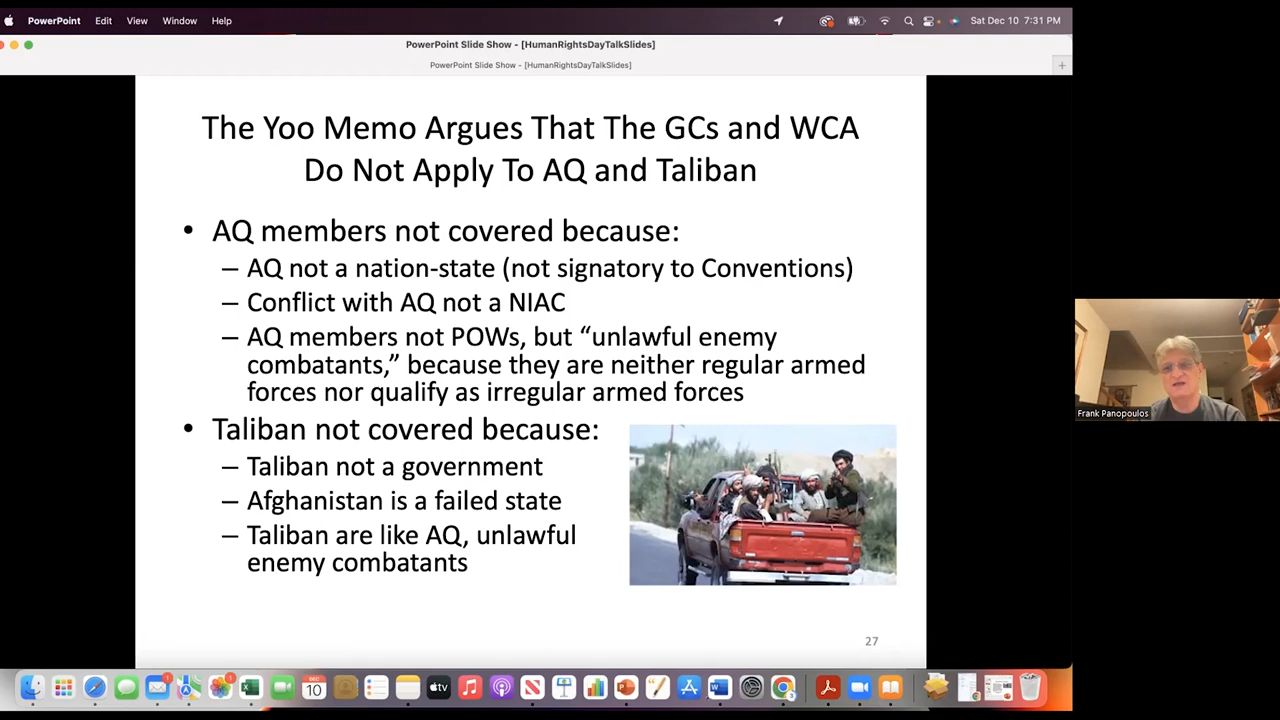 PowerPoint Edit View Window Help Sat Dec 10 7:31 PM
PowerPoint Slide Show - [HumanRightsDayTalkSlides]
PowerPoint Slide Show - [HumanRightsDayTalkSlides]
The Yoo Memo Argues That The GCs and WCA
Do Not Apply To AQ and Taliban
• AQ members not covered because:
– AQ not a nation-state (not signatory to Conventions)
– Conflict with AQ not a NIAC
– AQ members not POWs, but “unlawful enemy
combatants,” because they are neither regular armed
forces nor qualify as irregular armed forces
• Taliban not covered because:
– Taliban not a government
– Afghanistan is a failed state
– Taliban are like AQ, unlawful
enemy combatants
27
Frank Panopoulos
1
1
DEC
10
tv